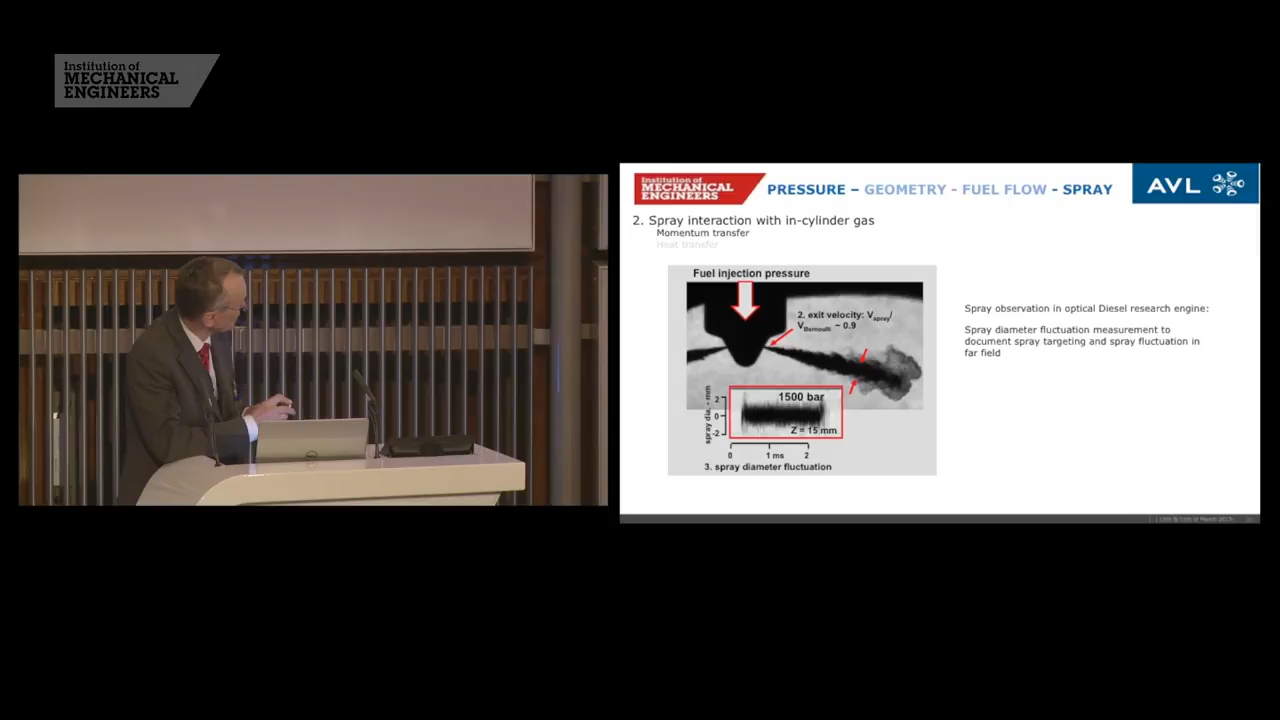 Institution of
MECHANICAL
ENGINEERS
Institution of
MECHANICAL
ENGINEERS
PRESSURE – GEOMETRY - FUEL FLOW - SPRAY
AVL
2. Spray interaction with in-cylinder gas
Momentum transfer
Heat transfer
Fuel injection pressure
2. exit velocity: Vspray/
VBernoulli ~ 0.9
Spray observation in optical Diesel research engine:
Spray diameter fluctuation measurement to
document spray targeting and spray fluctuation in
far field
1500 bar
spray dia. - mm
2
0
-2
Z = 15 mm
0 1 ms 2
3. spray diameter fluctuation